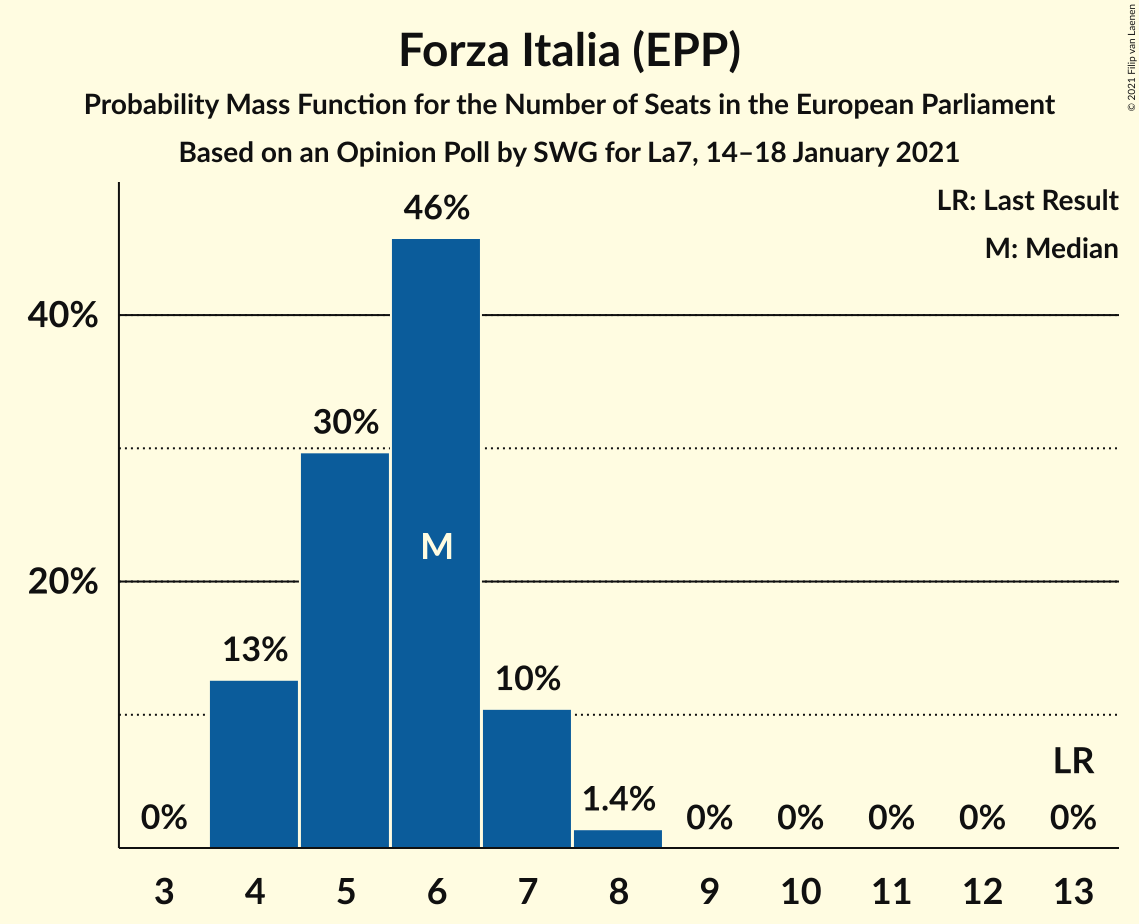 Forza Italia (EPP)
Probability Mass Function for the Number of Seats in the European Parliament
Based on an Opinion Poll by SWG for La7, 14–18 January 2021
© 2021 Filip van Laenen
LR: Last Result
M: Median
46%
40%
30%
M
20%
13%
10%
LR
1.4%
0%
0%
0%
0%
0%
0%
3 4 5 6 7 8 9 10 11 12 13